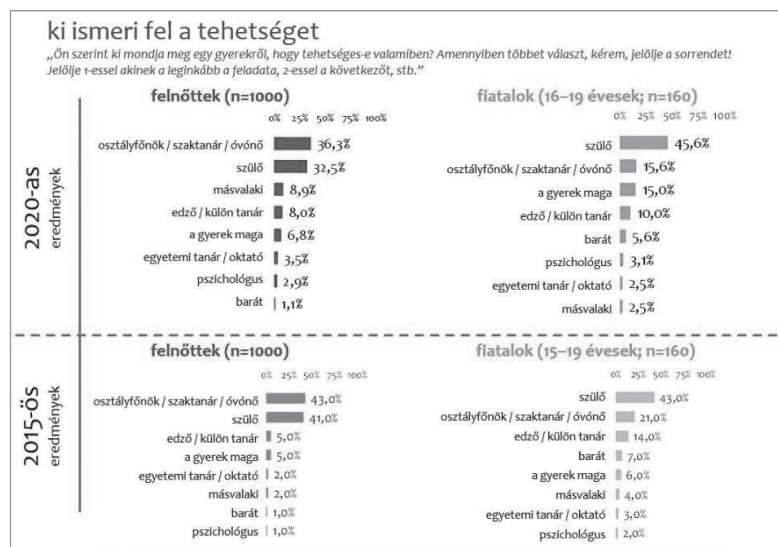 ki ismeri fel a tehetséget
„Ön szerint ki mondja meg egy gyerekről, hogy tehetséges-e valamiben? Amennyiben többet választ, kérem, jelölje a sorrendet!
Jelölje 1-essel akinek a leginkább a feladata, 2-essel a következőt, stb.”
2020-as
eredmények
felnőttek (n=1000)
0% 25% 50% 75% 100%
osztályfőnök / szaktanár / óvónő 36,3%
szülő 32,5%
másvalaki 8,9%
edző / külön tanár 8,0%
a gyerek maga 6,8%
egyetemi tanár / oktató 3,5%
pszichológus 2,9%
barát 1,1%
fiatalok (16–19 évesek; n=160)
0% 25% 50% 75% 100%
szülő 45,6%
osztályfőnök / szaktanár / óvónő 15,6%
a gyerek maga 15,0%
edző / külön tanár 10,0%
barát 5,6%
pszichológus 3,1%
egyetemi tanár / oktató 2,5%
másvalaki 2,5%
2015-ös
eredmények
felnőttek (n=1000)
0% 25% 50% 75% 100%
osztályfőnök / szaktanár / óvónő 43,0%
szülő 41,0%
edző / külön tanár 5,0%
a gyerek maga 5,0%
egyetemi tanár / oktató 2,0%
másvalaki 2,0%
barát 1,0%
pszichológus 1,0%
fiatalok (15–19 évesek; n=160)
0% 25% 50% 75% 100%
szülő 43,0%
osztályfőnök / szaktanár / óvónő 21,0%
edző / külön tanár 14,0%
barát 7,0%
a gyerek maga 6,0%
másvalaki 4,0%
egyetemi tanár / oktató 3,0%
pszichológus 2,0%